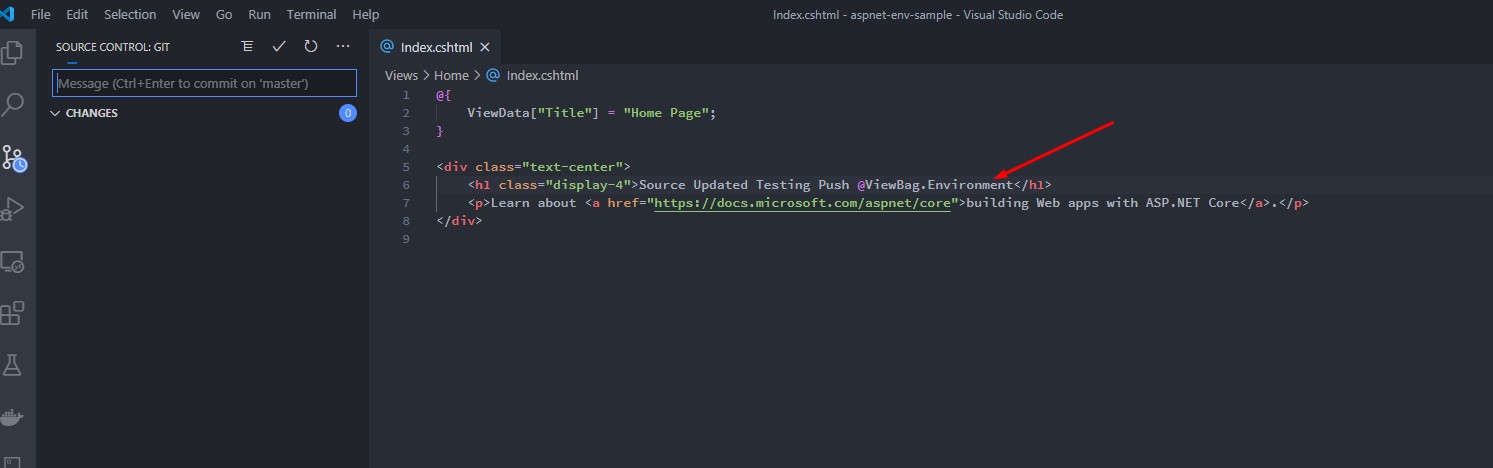 File Edit Selection View Go Run Terminal Help
Index.cshtml - aspnet-env-sample - Visual Studio Code
SOURCE CONTROL: GIT
Message (Ctrl+Enter to commit on 'master')
CHANGES 0
Index.cshtml
Views > Home > Index.cshtml
1 @{
2 ViewData["Title"] = "Home Page";
3 }
4
5 <div class="text-center">
6 <h1 class="display-4">Source Updated Testing Push @ViewBag.Environment</h1>
7 <p>Learn about <a href="https://docs.microsoft.com/aspnet/core">building Web apps with ASP.NET Core</a>.</p>
8 </div>
9